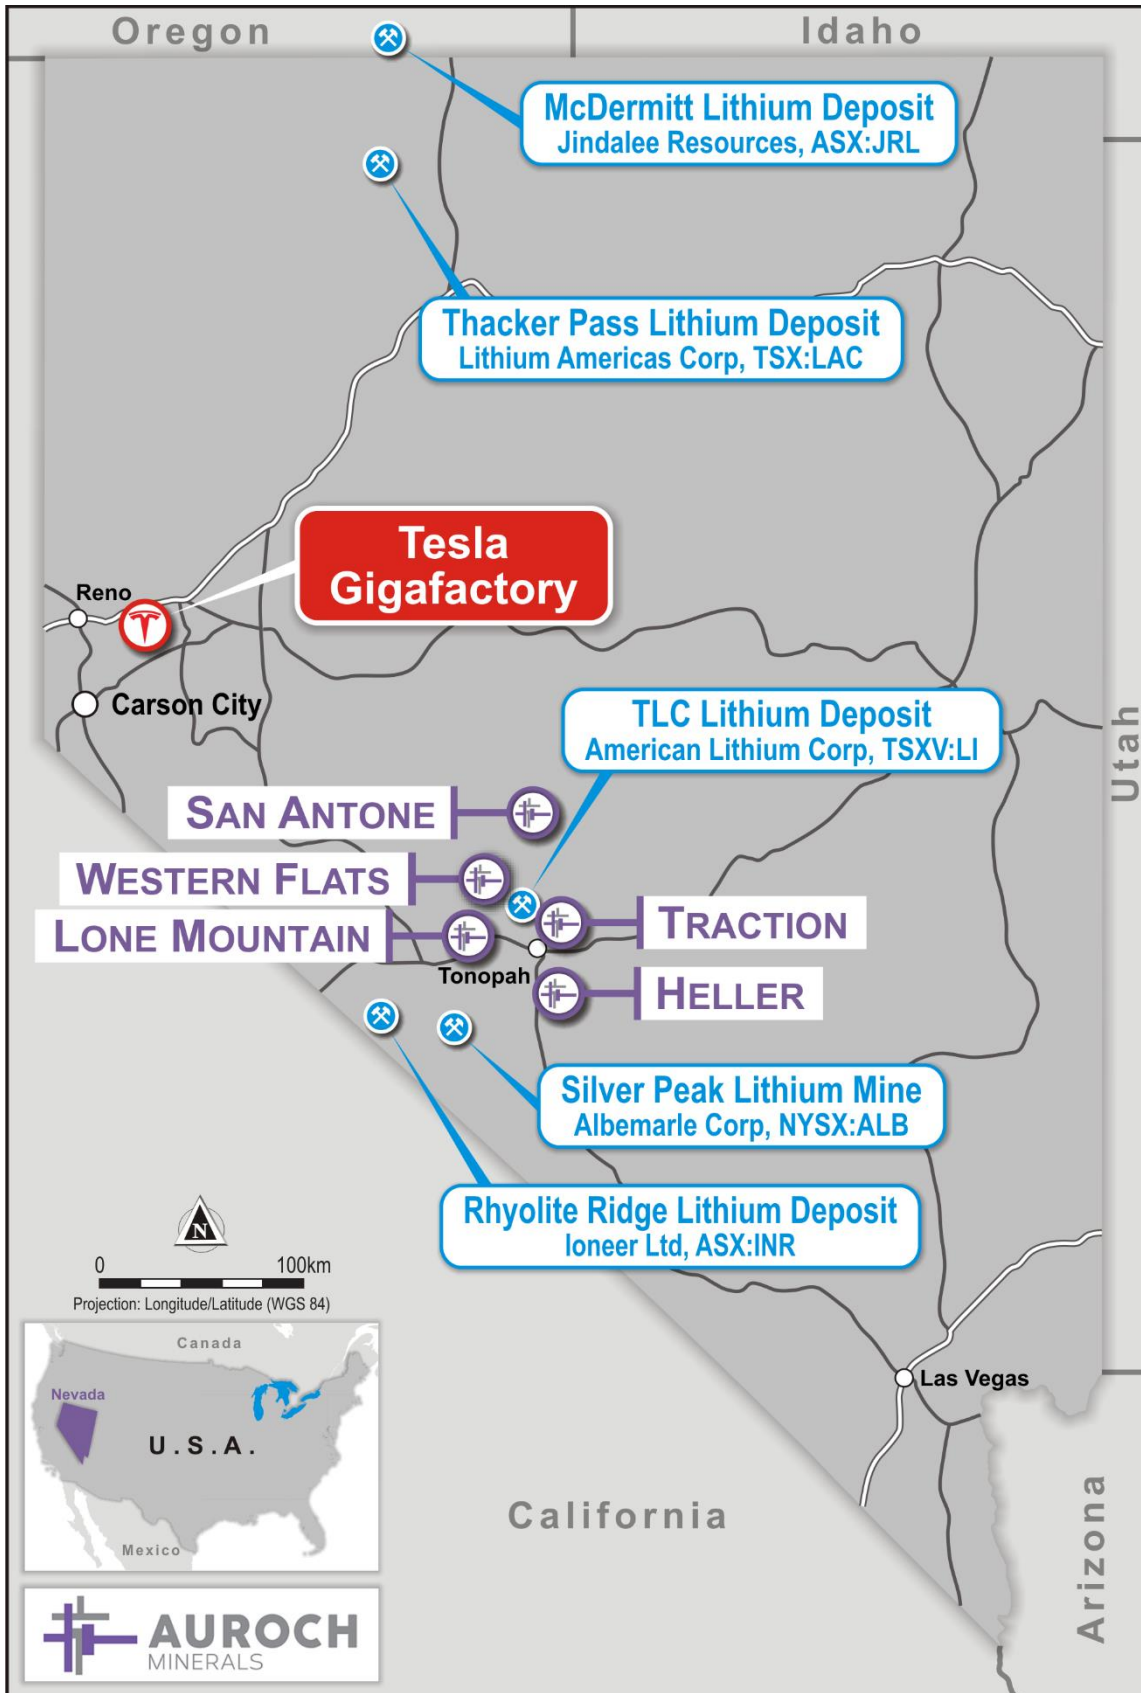 Oregon
Idaho
McDermitt Lithium Deposit
Jindalee Resources, ASX:JRL
Thacker Pass Lithium Deposit
Lithium Americas Corp, TSX:LAC
Tesla
Gigafactory
Reno
Carson City
TLC Lithium Deposit
American Lithium Corp, TSXV:LI
Utah
SAN ANTONE
WESTERN FLATS
LONE MOUNTAIN
TRACTION
Tonopah
HELLER
Silver Peak Lithium Mine
Albemarle Corp, NYSX:ALB
Rhyolite Ridge Lithium Deposit
Ioneer Ltd, ASX:INR
N
0 100km
Projection: Longitude/Latitude (WGS 84)
Canada
Nevada
U.S.A.
Mexico
Las Vegas
California
Arizona
AUROCH
MINERALS